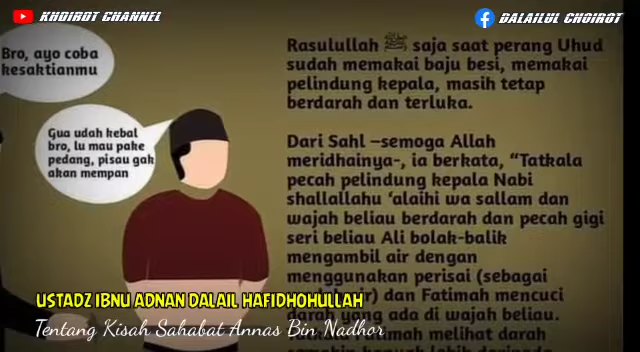 KHOIROT CHANNEL
DALAILUL CHOIROT
Bro, ayo coba
kesaktianmu
Gua udah kebal
bro, lu mau pake
pedang, pisau gak
akan mempan
Rasulullah ﷺ saja saat perang Uhud
sudah memakai baju besi, memakai
pelindung kepala, masih tetap
berdarah dan terluka.
Dari Sahl –semoga Allah
meridhainya-, ia berkata, “Tatkala
pecah pelindung kepala Nabi
shallallahu ‘alaihi wa sallam dan
wajah beliau berdarah dan pecah gigi
seri beliau Ali bolak-balik
mengambil air dengan
menggunakan perisai (sebagai
dan Fatimah mencuci
darah yang ada di wajah beliau.
Fatimah melihat darah
USTADZ IBNU ADNAN DALAIL HAFIDHOHULLAH
Tentang Kisah Sahabat Annas Bin Nadhor